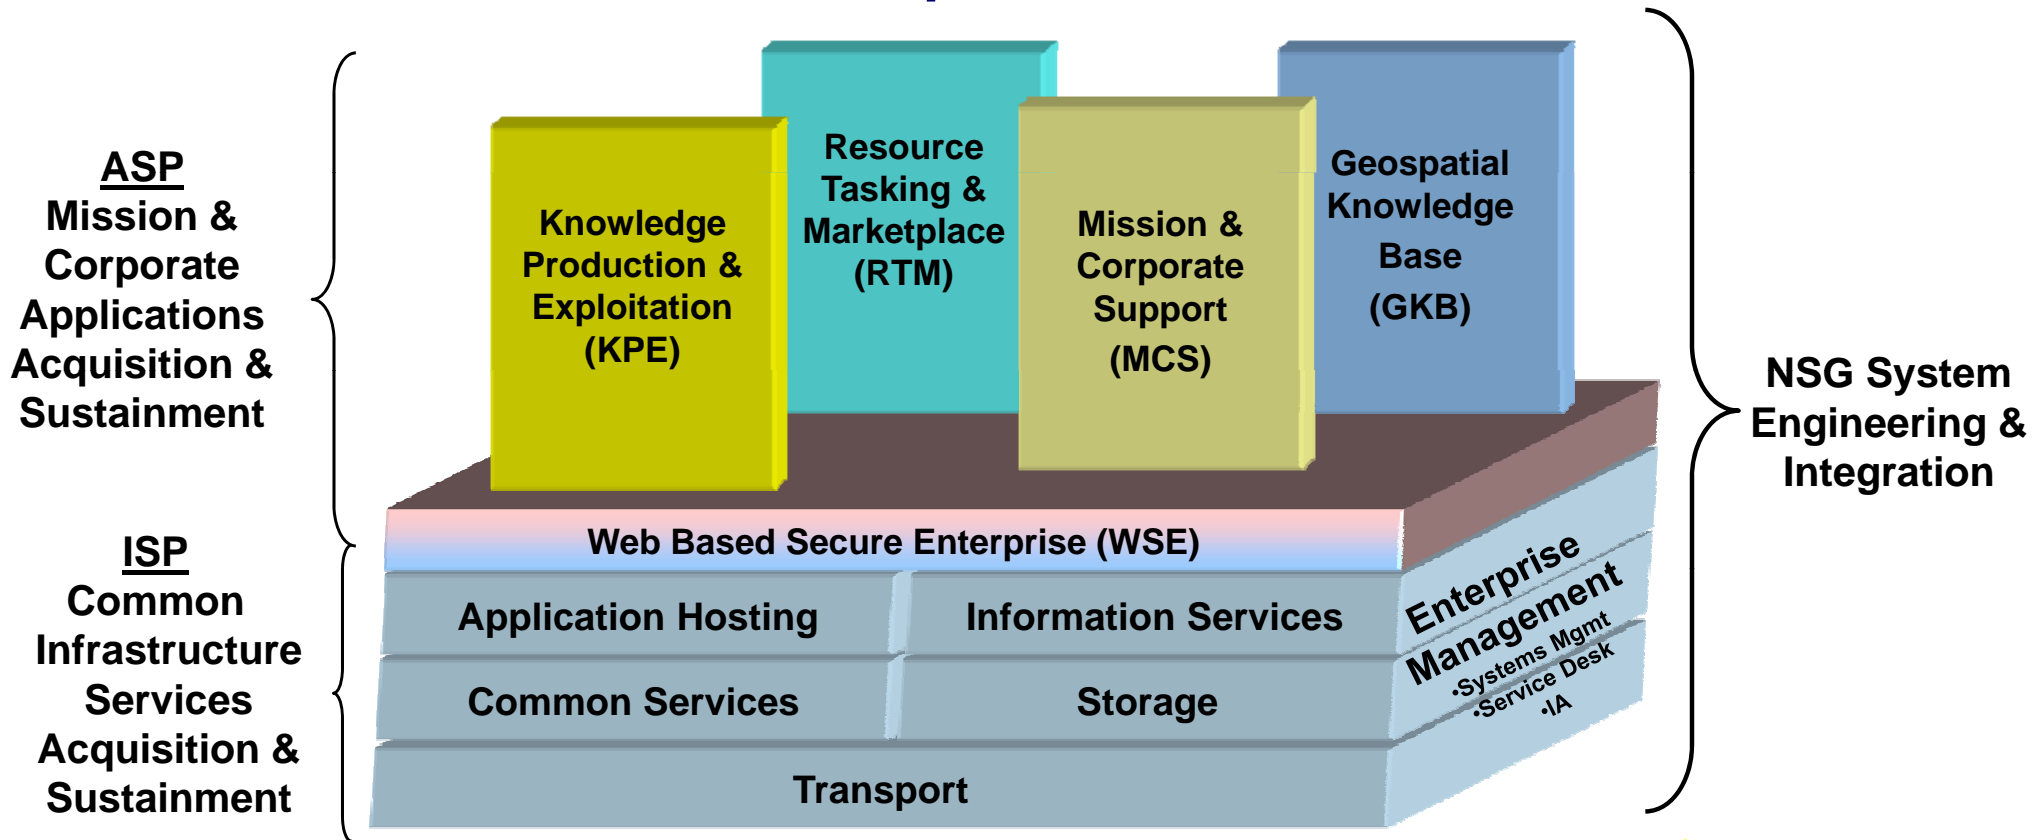 ASP
Mission &
Corporate
Applications
Acquisition &
Sustainment
ISP
Common
Infrastructure
Services
Acquisition &
Sustainment
Knowledge
Production &
Exploitation
(KPE)
Resource
Tasking &
Marketplace
(RTM)
Mission &
Corporate
Support
(MCS)
Geospatial
Knowledge
Base
(GKB)
Web Based Secure Enterprise (WSE)
Application Hosting
Information Services
Common Services
Storage
Transport
Enterprise
Management
•Systems Mgmt
•Service Desk
•IA
NSG System
Engineering &
Integration